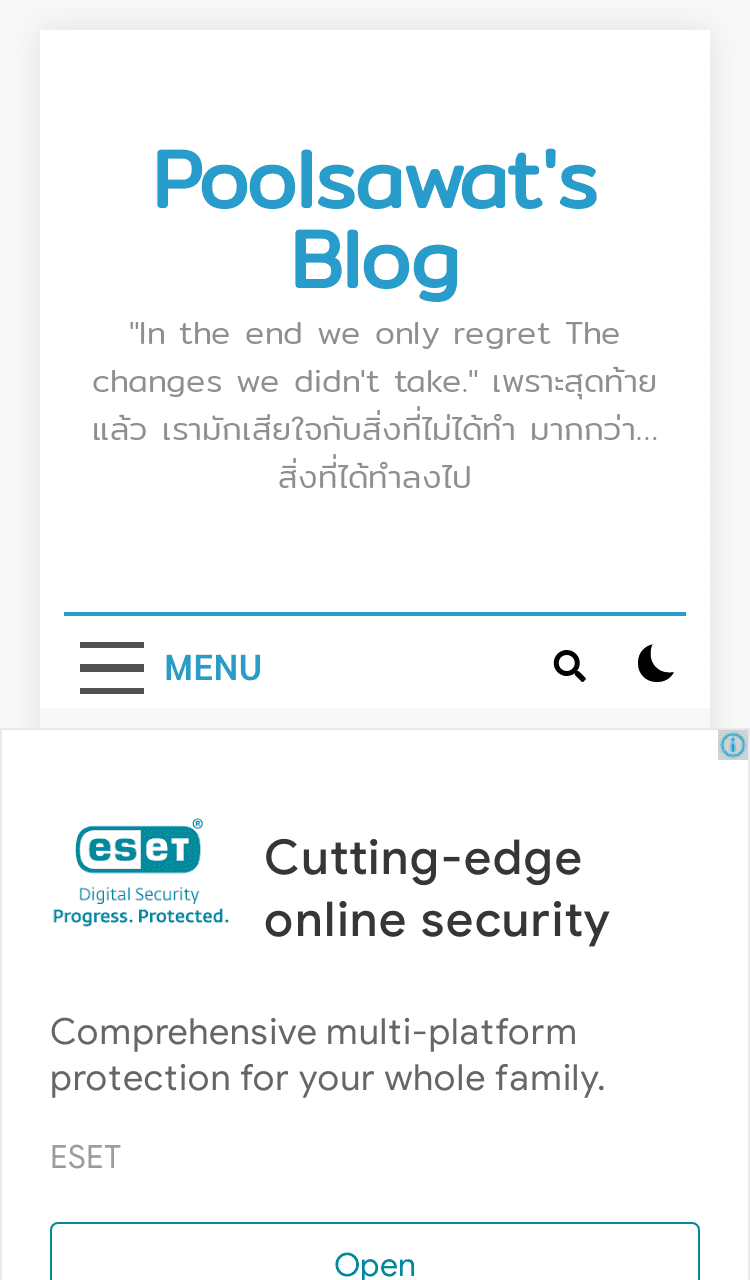 Poolsawat's
Blog
"In the end we only regret The
changes we didn't take." เพราะสุดท้าย
แล้ว เรามักเสียใจกับสิ่งที่ไม่ได้ทำ มากกว่า...
สิ่งที่ได้ทำลงไป
MENU
eseT®
Digital Security
Progress. Protected.
Cutting-edge
online security
Comprehensive multi-platform
protection for your whole family.
ESET
Open